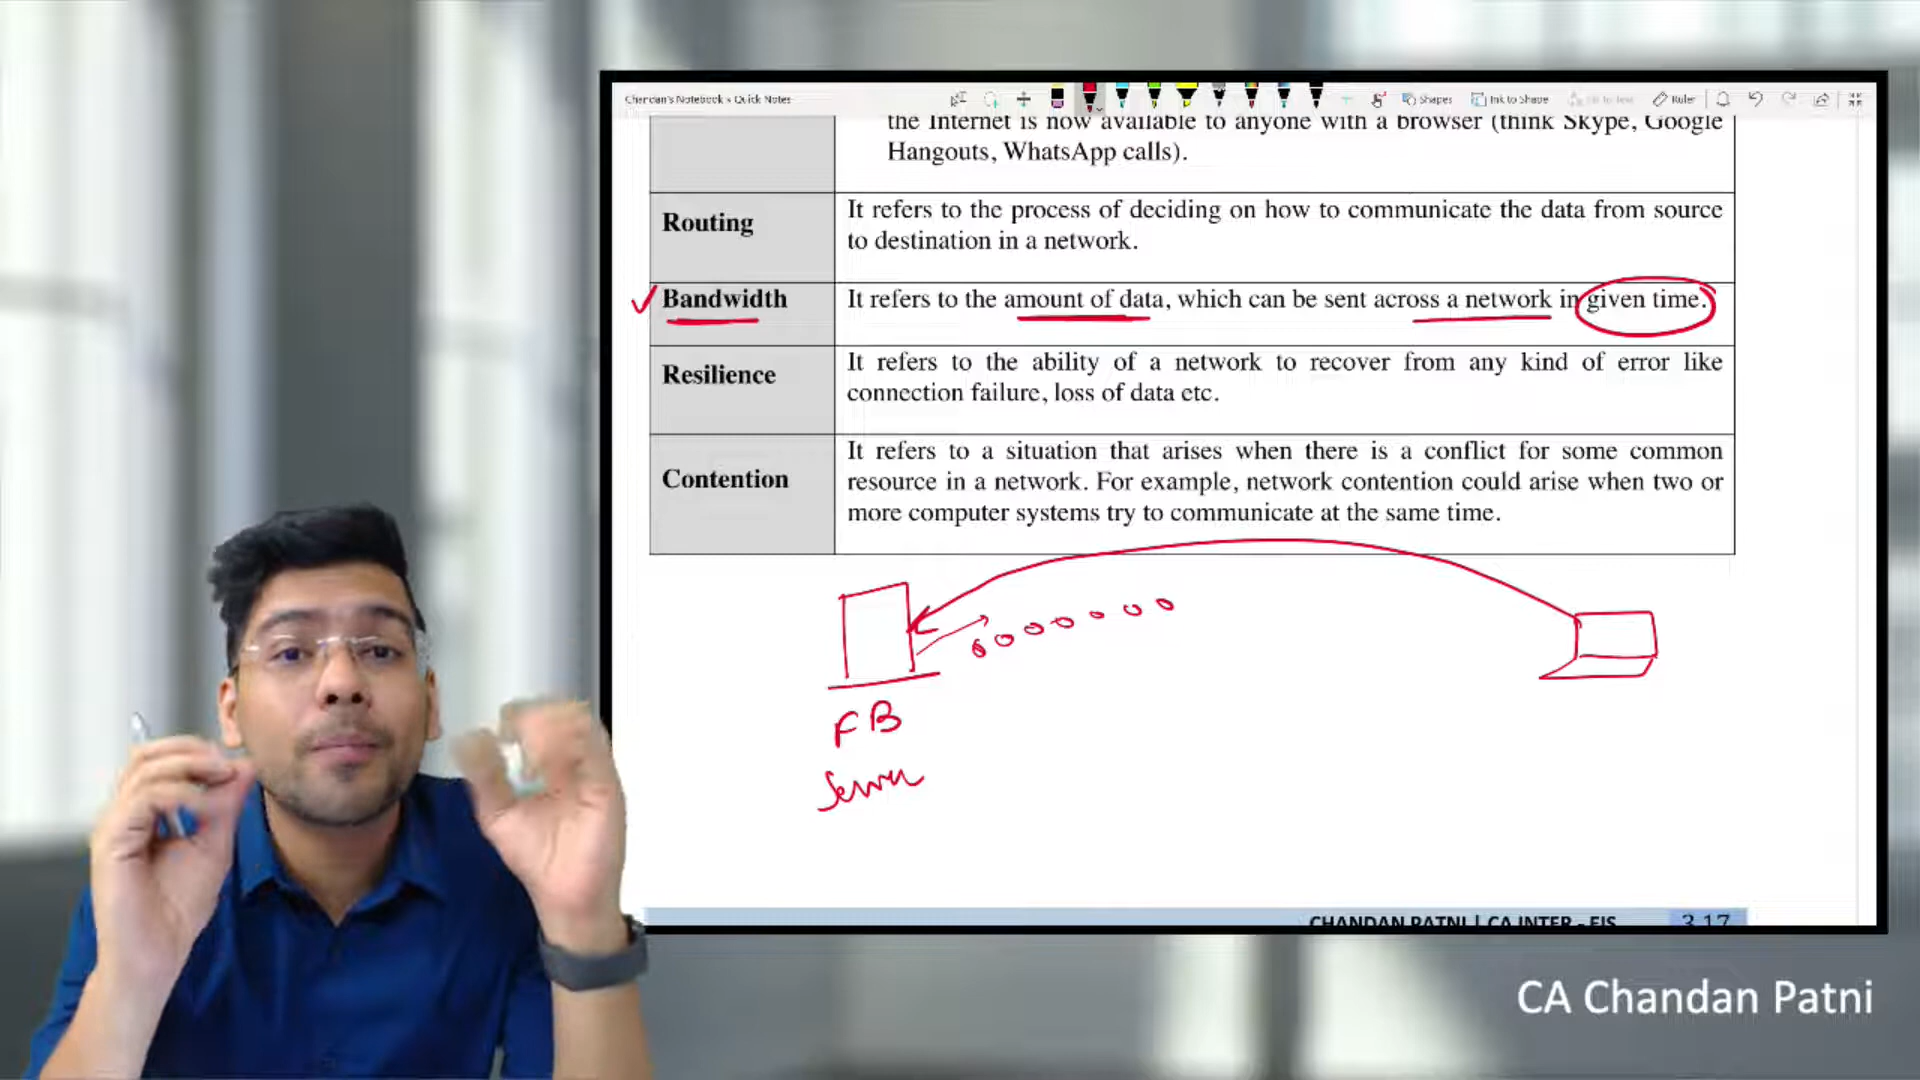 Chandan's Notebook » Quick Notes
Shapes
Ink to Shape
Ruler
the Internet is now available to anyone with a browser (think Skype, Google
Hangouts, WhatsApp calls).
Routing
It refers to the process of deciding on how to communicate the data from source
to destination in a network.
Bandwidth
It refers to the amount of data, which can be sent across a network in given time.
Resilience
It refers to the ability of a network to recover from any kind of error like
connection failure, loss of data etc.
Contention
It refers to a situation that arises when there is a conflict for some common
resource in a network. For example, network contention could arise when two or
more computer systems try to communicate at the same time.
FB
Server
CHANDAN PATNI | CA INTER - EIS
3.17
CA Chandan Patni